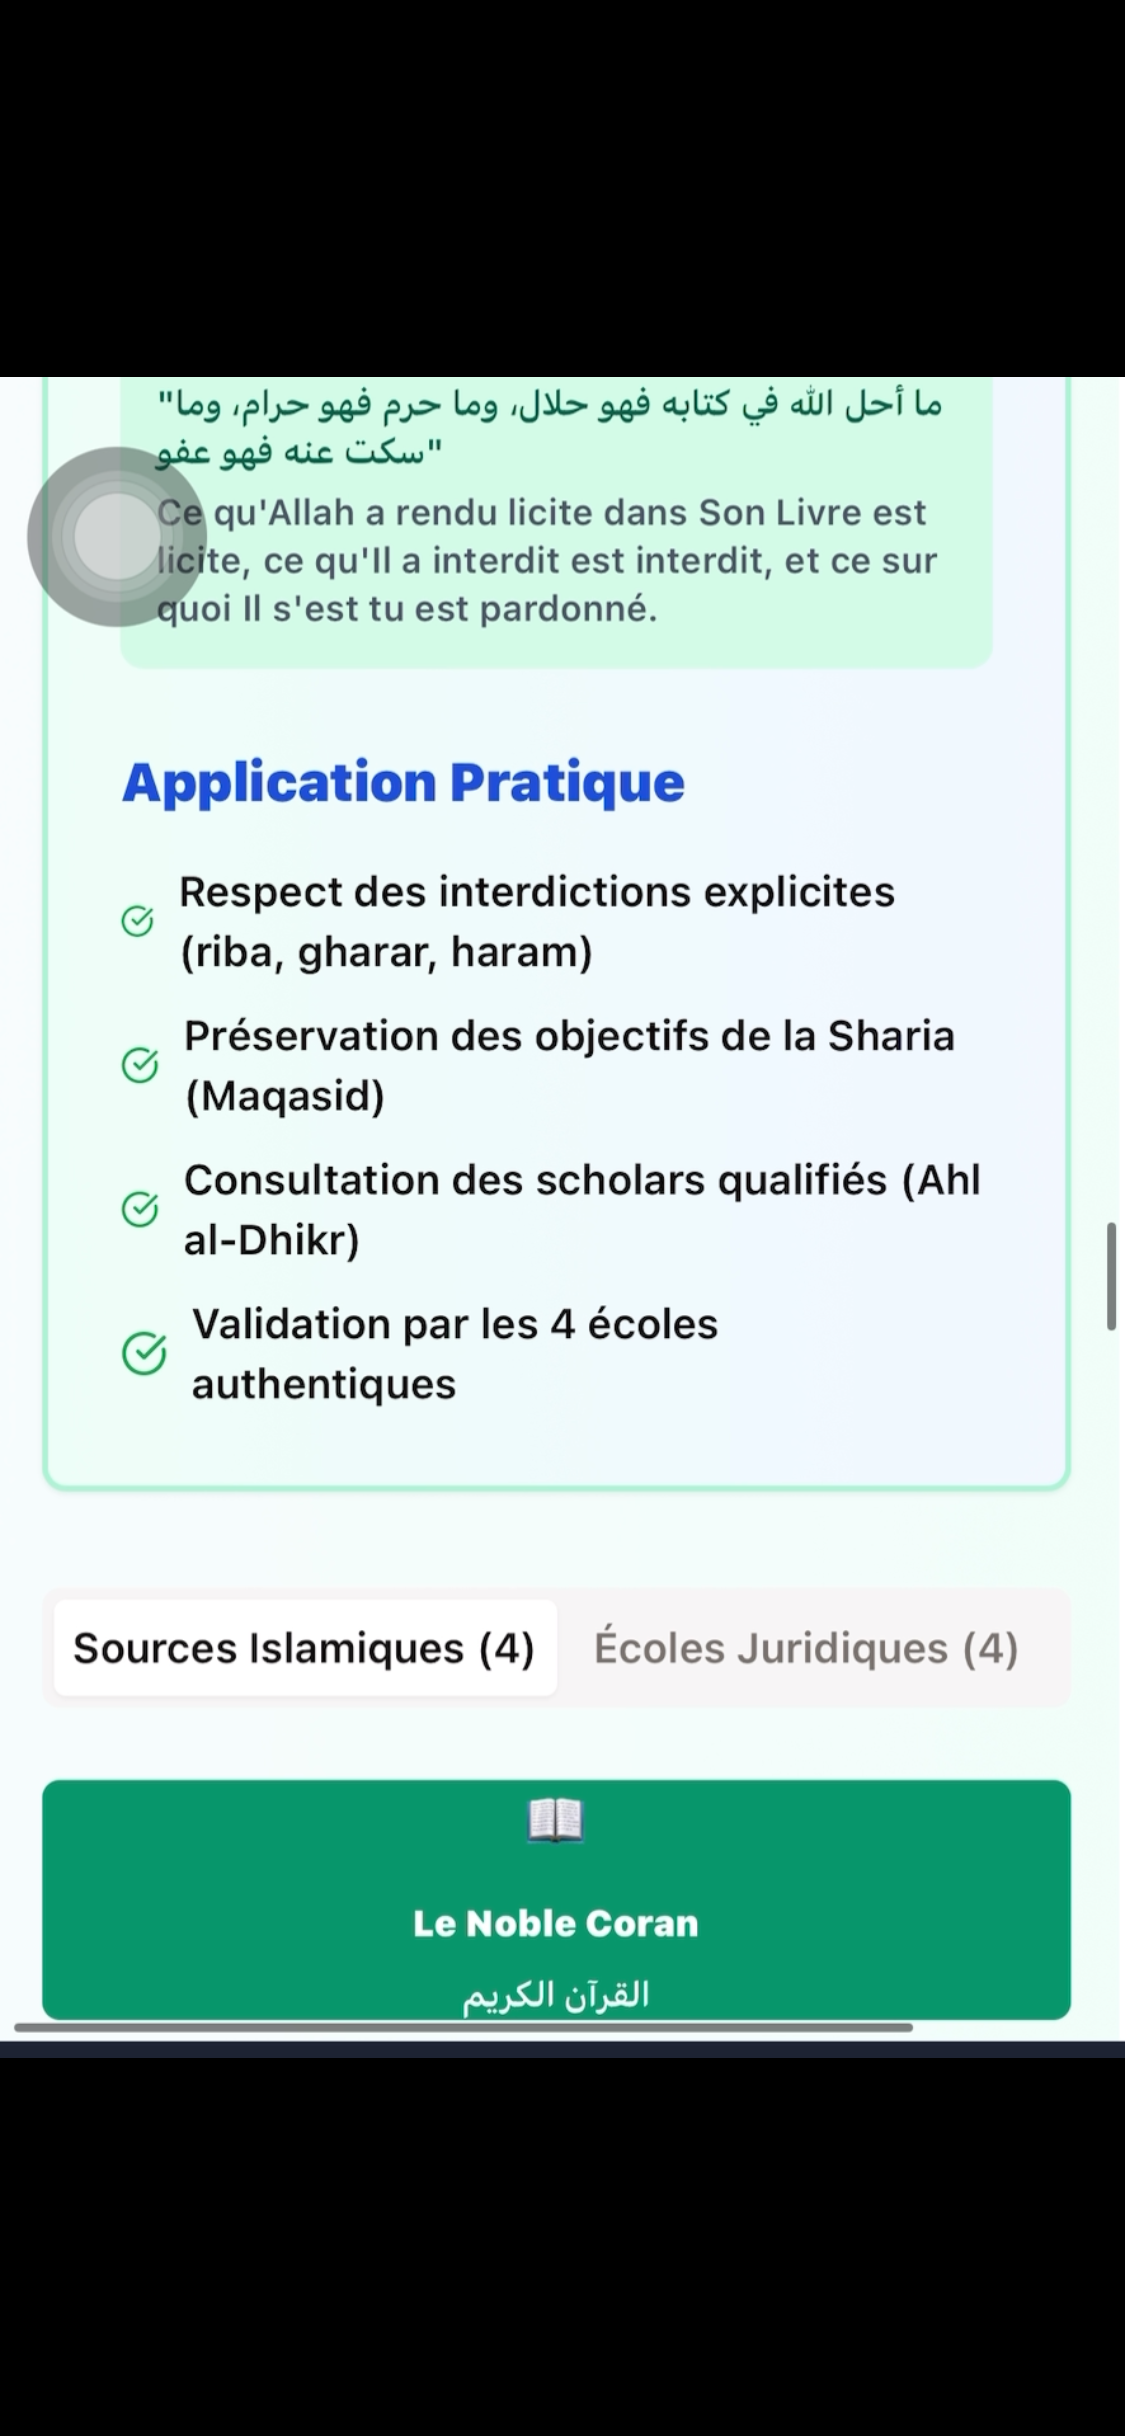 "ما أحل الله في كتابه فهو حلال، وما حرم فهو حرام، وما
سكت عنه فهو عفو"
Ce qu'Allah a rendu licite dans Son Livre est
licite, ce qu'Il a interdit est interdit, et ce sur
quoi Il s'est tu est pardonné.
Application Pratique
Respect des interdictions explicites
(riba, gharar, haram)
Préservation des objectifs de la Sharia
(Maqasid)
Consultation des scholars qualifiés (Ahl
al-Dhikr)
Validation par les 4 écoles
authentiques
Sources Islamiques (4)
Écoles Juridiques (4)
Le Noble Coran
القرآن الكريم